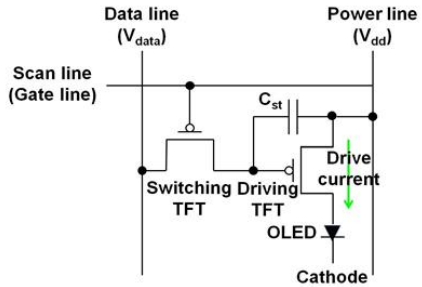 Data line
(Vdata)
Power line
(Vdd)
Scan line
(Gate line)
Cst
Drive
current
Switching
TFT
Driving
TFT
OLED
Cathode